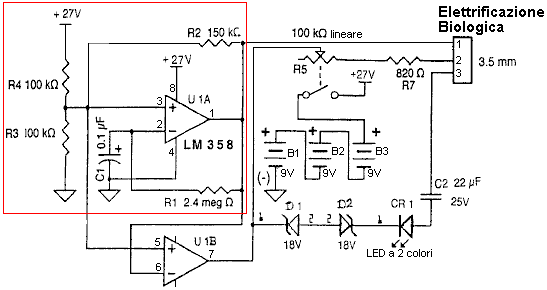 +27V
R2 150 kΩ
100 kΩ lineare
Elettrificazione
Biologica
+27V
R5
1
2
3
3.5 mm
R4 100 kΩ
8
U 1A
+27V
820 Ω
R7
3
+
1
R3 100 kΩ
2
−
LM 358
0.1 µF
+
4
C1
+
+
+
B1
B2
B3
(-)
9V
9V
9V
R1 2.4 meg Ω
C2 22 µF
25V
D1
2
2
D2
CR 1
18V
18V
LED a 2 colori
U 1B
5
+
7
6
−